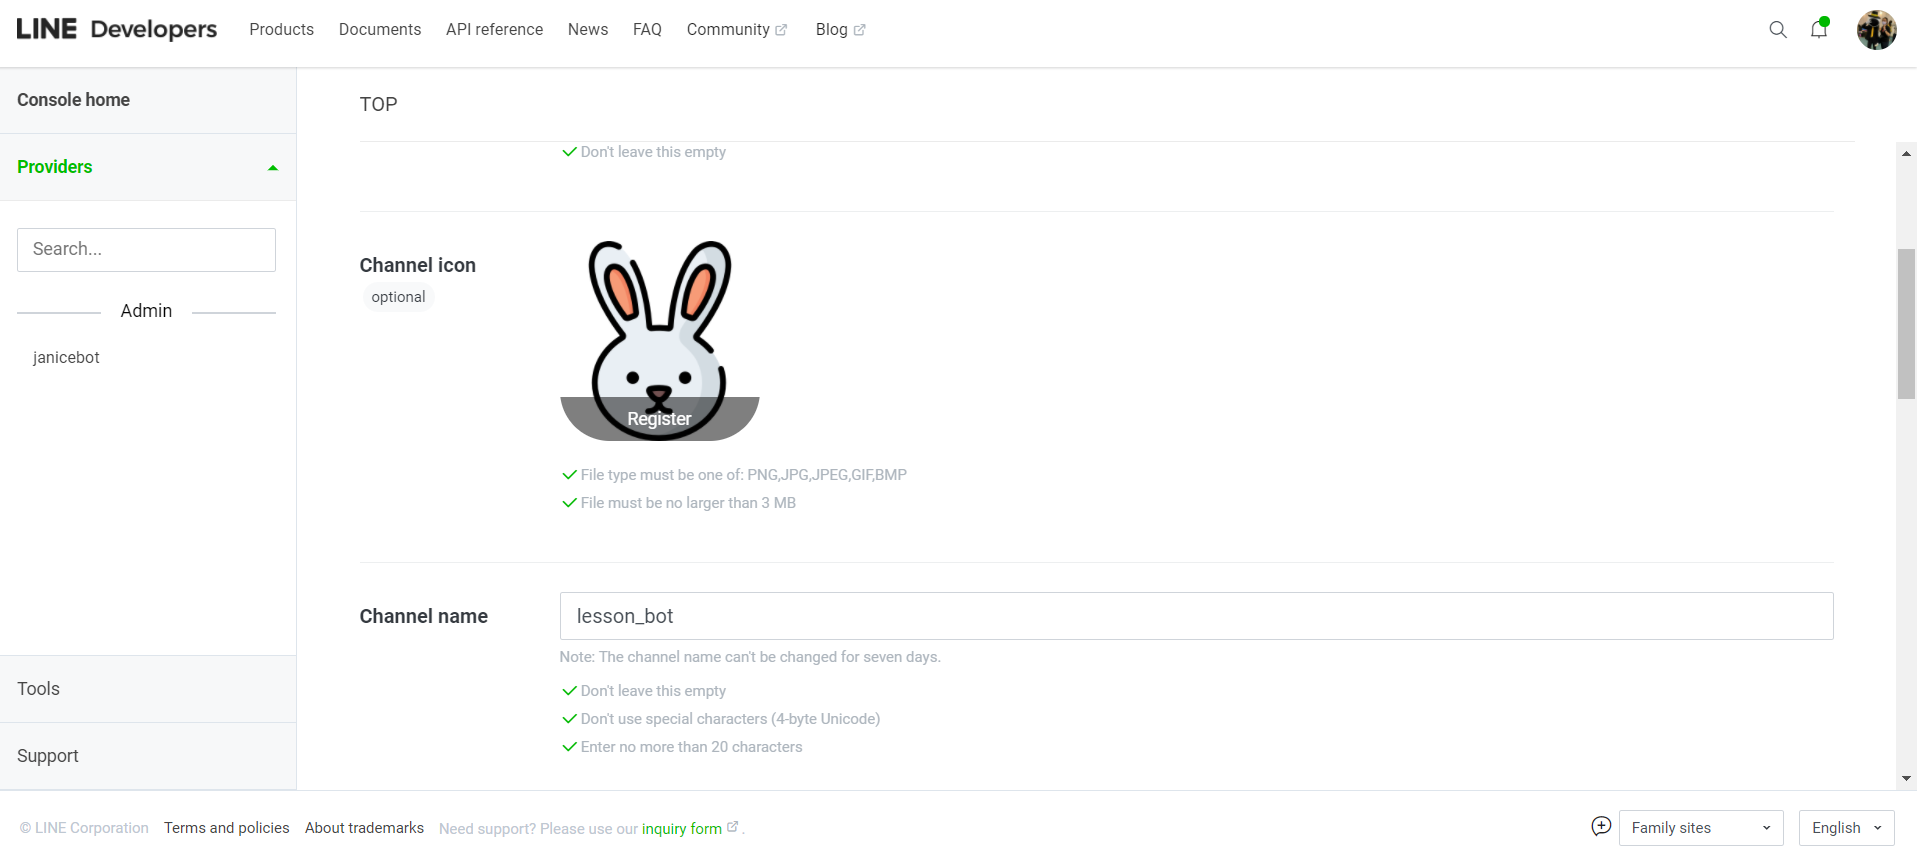 LINE Developers Products Documents API reference News FAQ Community Blog
Console home
Providers
Search...
Admin
janicebot
Tools
Support
TOP
Don't leave this empty
Channel icon
optional
Register
File type must be one of: PNG,JPG,JPEG,GIF,BMP
File must be no larger than 3 MB
Channel name
lesson_bot
Note: The channel name can't be changed for seven days.
Don't leave this empty
Don't use special characters (4-byte Unicode)
Enter no more than 20 characters
© LINE Corporation Terms and policies About trademarks Need support? Please use our inquiry form . Family sites English